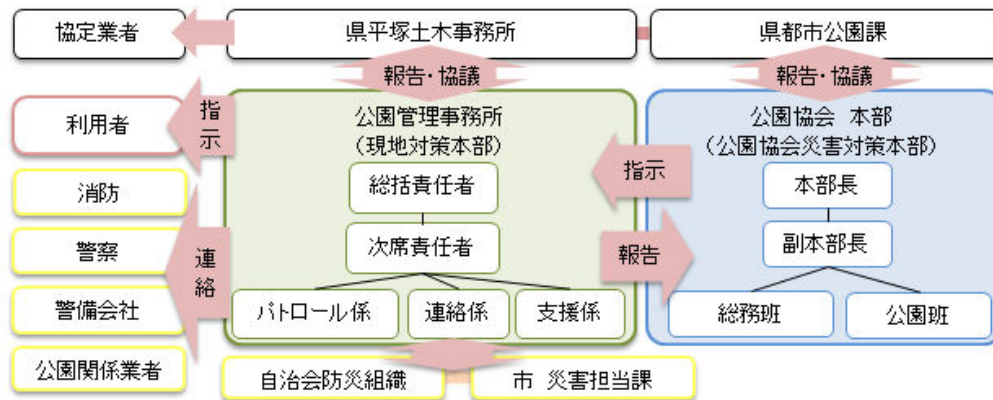 協定業者
県平塚土木事務所
県都市公園課
報告・協議
報告・協議
利用者
指示
公園管理事務所
（現地対策本部）
公園協会 本部
（公園協会災害対策本部）
総括責任者
指示
本部長
消防
次席責任者
副本部長
警察
連絡
報告
警備会社
パトロール係
連絡係
支援係
総務班
公園班
公園関係業者
自治会防災組織
市 災害担当課